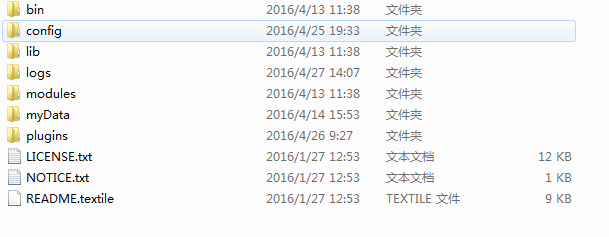 bin 2016/4/13 11:38 文件夹
config 2016/4/25 19:33 文件夹
lib 2016/4/13 11:38 文件夹
logs 2016/4/27 14:07 文件夹
modules 2016/4/13 11:38 文件夹
myData 2016/4/14 15:53 文件夹
plugins 2016/4/26 9:27 文件夹
LICENSE.txt 2016/1/27 12:53 文本文档 12 KB
NOTICE.txt 2016/1/27 12:53 文本文档 1 KB
README.textile 2016/1/27 12:53 TEXTILE 文件 9 KB